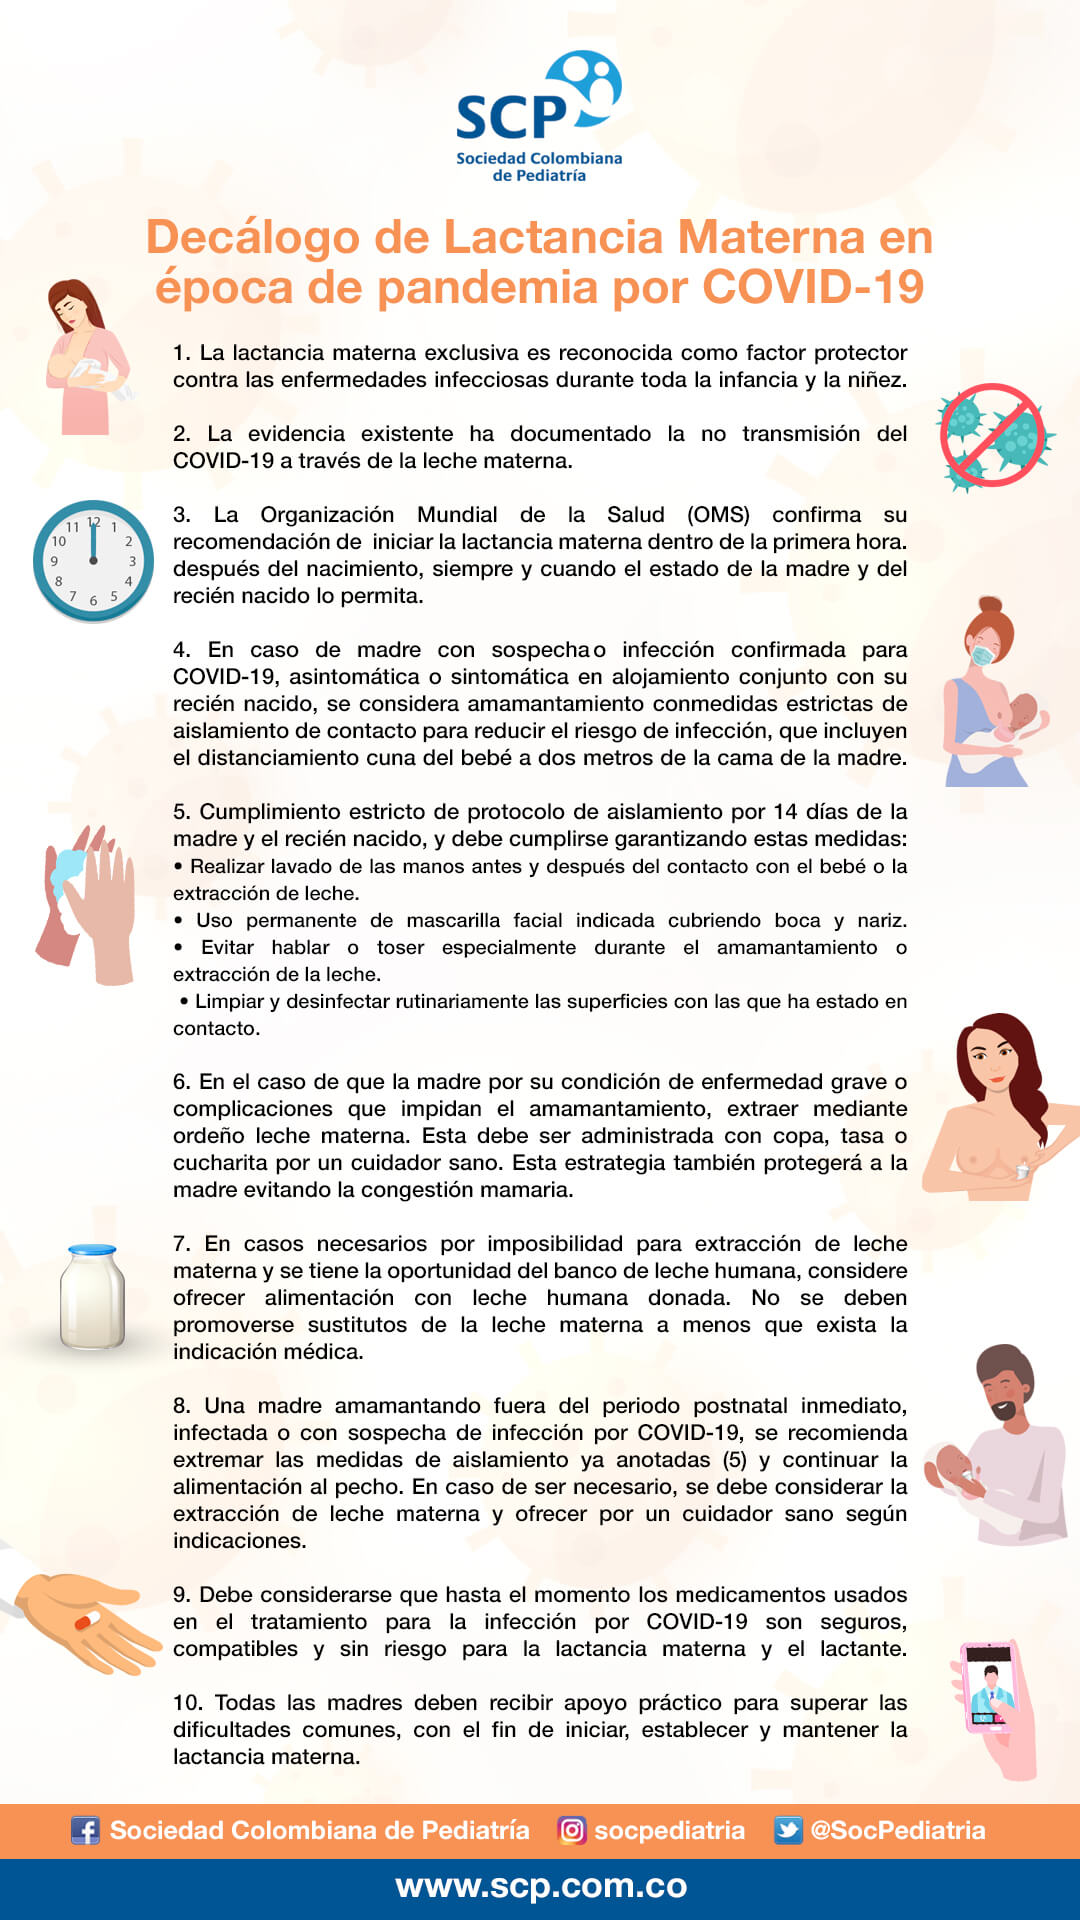 SCP
Sociedad Colombiana
de Pediatría
Decálogo de Lactancia Materna en
época de pandemia por COVID-19
1. La lactancia materna exclusiva es reconocida como factor protector
contra las enfermedades infecciosas durante toda la infancia y la niñez.
2. La evidencia existente ha documentado la no transmisión del
COVID-19 a través de la leche materna.
3. La Organización Mundial de la Salud (OMS) confirma su
recomendación de iniciar la lactancia materna dentro de la primera hora.
después del nacimiento, siempre y cuando el estado de la madre y del
recién nacido lo permita.
12
11 1
10 2
9 3
8 4
7 6 5
4. En caso de madre con sospecha o infección confirmada para
COVID-19, asintomática o sintomática en alojamiento conjunto con su
recién nacido, se considera amamantamiento conmedidas estrictas de
aislamiento de contacto para reducir el riesgo de infección, que incluyen
el distanciamiento cuna del bebé a dos metros de la cama de la madre.
5. Cumplimiento estricto de protocolo de aislamiento por 14 días de la
madre y el recién nacido, y debe cumplirse garantizando estas medidas:
• Realizar lavado de las manos antes y después del contacto con el bebé o la
extracción de leche.
• Uso permanente de mascarilla facial indicada cubriendo boca y nariz.
• Evitar hablar o toser especialmente durante el amamantamiento o
extracción de la leche.
• Limpiar y desinfectar rutinariamente las superficies con las que ha estado en
contacto.
6. En el caso de que la madre por su condición de enfermedad grave o
complicaciones que impidan el amamantamiento, extraer mediante
ordeño leche materna. Esta debe ser administrada con copa, tasa o
cucharita por un cuidador sano. Esta estrategia también protegerá a la
madre evitando la congestión mamaria.
7. En casos necesarios por imposibilidad para extracción de leche
materna y se tiene la oportunidad del banco de leche humana, considere
ofrecer alimentación con leche humana donada. No se deben
promoverse sustitutos de la leche materna a menos que exista la
indicación médica.
8. Una madre amamantando fuera del periodo postnatal inmediato,
infectada o con sospecha de infección por COVID-19, se recomienda
extremar las medidas de aislamiento ya anotadas (5) y continuar la
alimentación al pecho. En caso de ser necesario, se debe considerar la
extracción de leche materna y ofrecer por un cuidador sano según
indicaciones.
9. Debe considerarse que hasta el momento los medicamentos usados
en el tratamiento para la infección por COVID-19 son seguros,
compatibles y sin riesgo para la lactancia materna y el lactante.
10. Todas las madres deben recibir apoyo práctico para superar las
dificultades comunes, con el fin de iniciar, establecer y mantener la
lactancia materna.
Sociedad Colombiana de Pediatría socpediatria @SocPediatria
www.scp.com.co